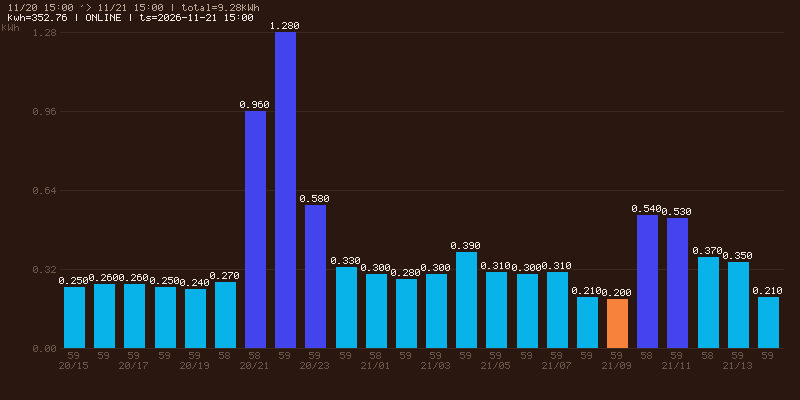 11/20 15:00 -> 11/21 15:00 | total=9.28kWh
Kwh=352.76 | ONLINE | ts=2026-11-21 15:00
kWh
1.28
0.96
0.64
0.32
0.00
0.250 0.260 0.260 0.250 0.240 0.270 0.960 1.280 0.580 0.330 0.300 0.280 0.300 0.390 0.310 0.300 0.310 0.210 0.200 0.540 0.530 0.370 0.350 0.210
59 59 59 59 59 58 58 59 59 59 58 59 59 59 59 59 59 59 59 58 59 58 59 59
20/15 20/17 20/19 20/21 20/23 21/01 21/03 21/05 21/07 21/09 21/11 21/13